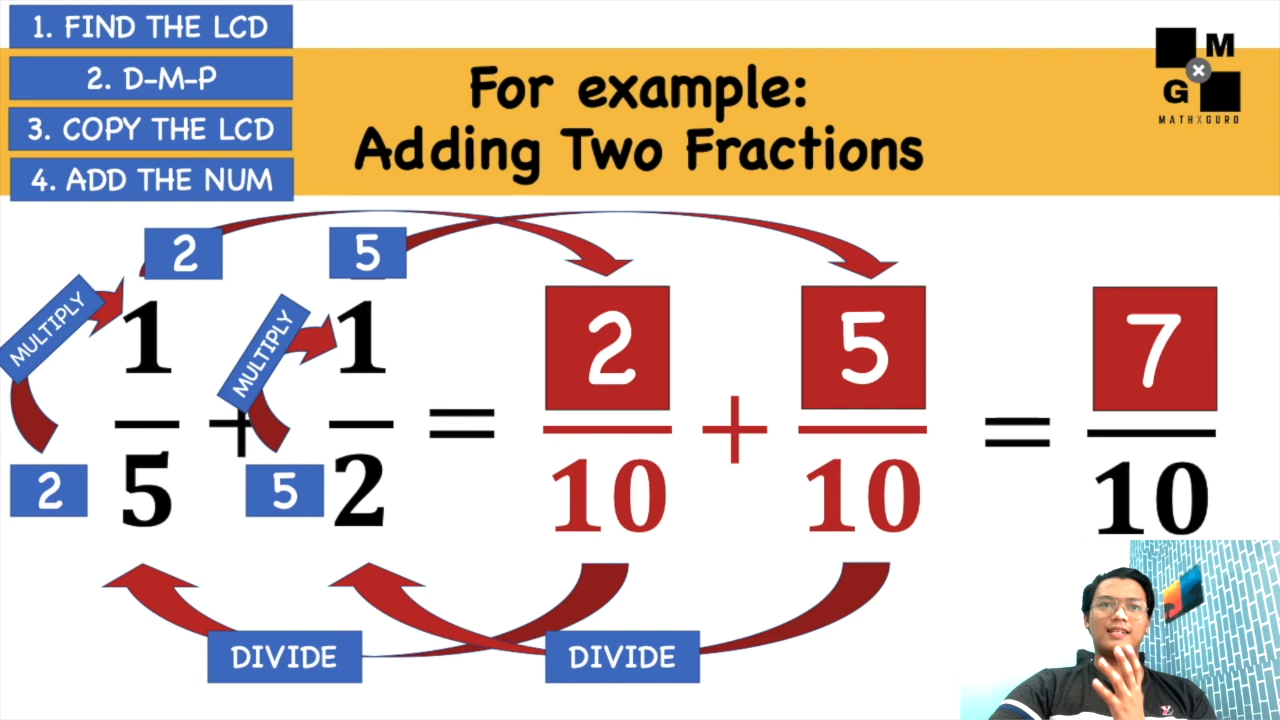 1. FIND THE LCD
2. D-M-P
3. COPY THE LCD
4. ADD THE NUM
For example:
Adding Two Fractions
M
x
G
MATHXGURO
2
5
MULTIPLY
MULTIPLY
1
1
2
5
7
+
=
+
=
2
5
5
2
10
10
10
DIVIDE
DIVIDE